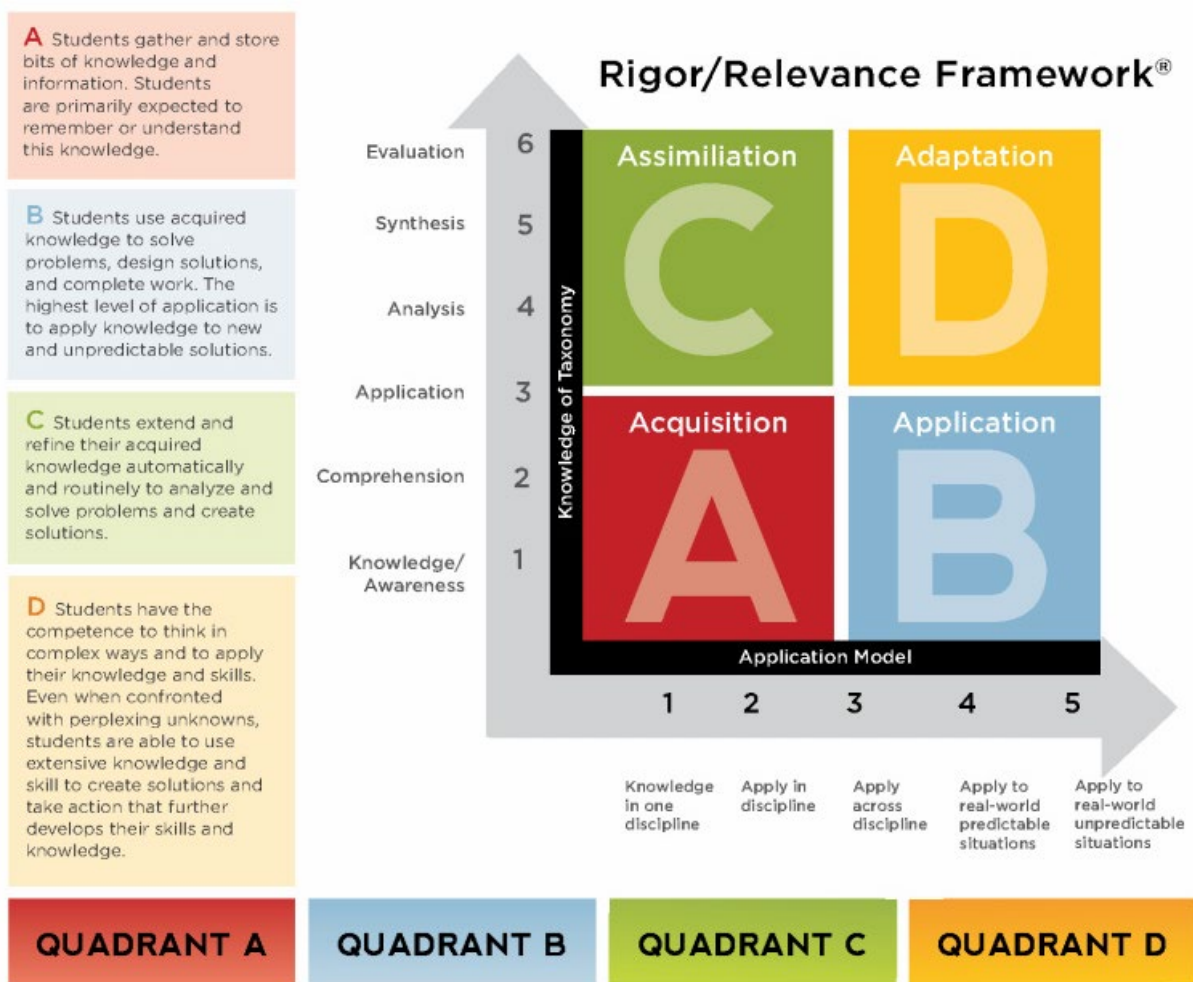 A Students gather and store
bits of knowledge and
information. Students
are primarily expected to
remember or understand
this knowledge.
B Students use acquired
knowledge to solve
problems, design solutions,
and complete work. The
highest level of application is
to apply knowledge to new
and unpredictable solutions.
C Students extend and
refine their acquired
knowledge automatically
and routinely to analyze and
solve problems and create
solutions.
D Students have the
competence to think in
complex ways and to apply
their knowledge and skills.
Even when confronted
with perplexing unknowns,
students are able to use
extensive knowledge and
skill to create solutions and
take action that further
develops their skills and
knowledge.
Rigor/Relevance Framework®
Evaluation 6
Synthesis 5
Analysis 4
Application 3
Comprehension 2
Knowledge/
Awareness
1
Knowledge of Taxonomy
Assimiliation
C
Adaptation
D
Acquisition
A
Application
B
Application Model
1 2 3 4 5
Knowledge
in one
discipline
Apply in
discipline
Apply
across
discipline
Apply to
real-world
predictable
situations
Apply to
real-world
unpredictable
situations
QUADRANT A
QUADRANT B
QUADRANT C
QUADRANT D